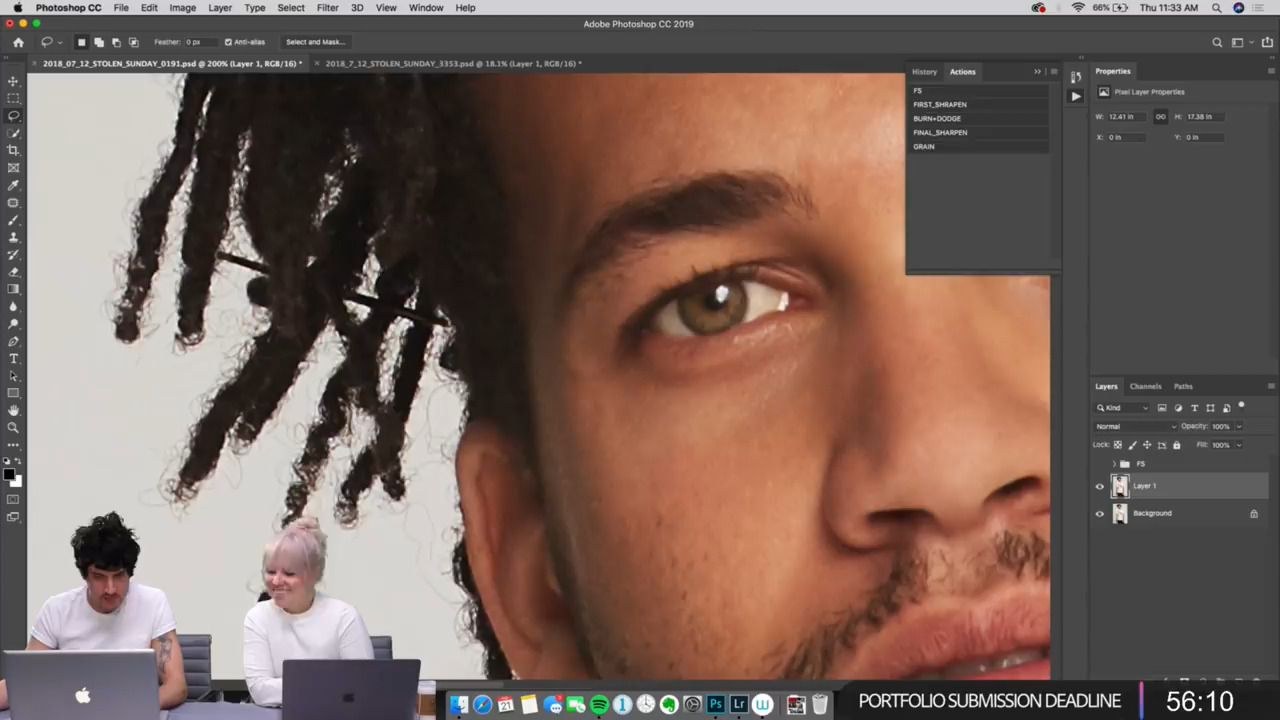 Photoshop CC File Edit Image Layer Type Select Filter 3D View Window Help
66% Thu 11:33 AM
Adobe Photoshop CC 2019
Feather: 0 px Anti-alias Select and Mask...
2018_07_12_STOLEN_SUNDAY_0191.psd @ 200% (Layer 1, RGB/16) *
2018_7_12_STOLEN_SUNDAY_3353.psd @ 18.1% (Layer 1, RGB/16) *
History Actions
FS
FIRST_SHRAPEN
BURN+DODGE
FINAL_SHARPEN
GRAIN
Properties
Pixel Layer Properties
W: 12.41 in H: 17.38 in
X: 0 in Y: 0 in
Layers Channels Paths
Kind
Normal Opacity: 100%
Lock: Fill: 100%
FS
Layer 1
Background
21
Ps Lr
PORTFOLIO SUBMISSION DEADLINE 56:10